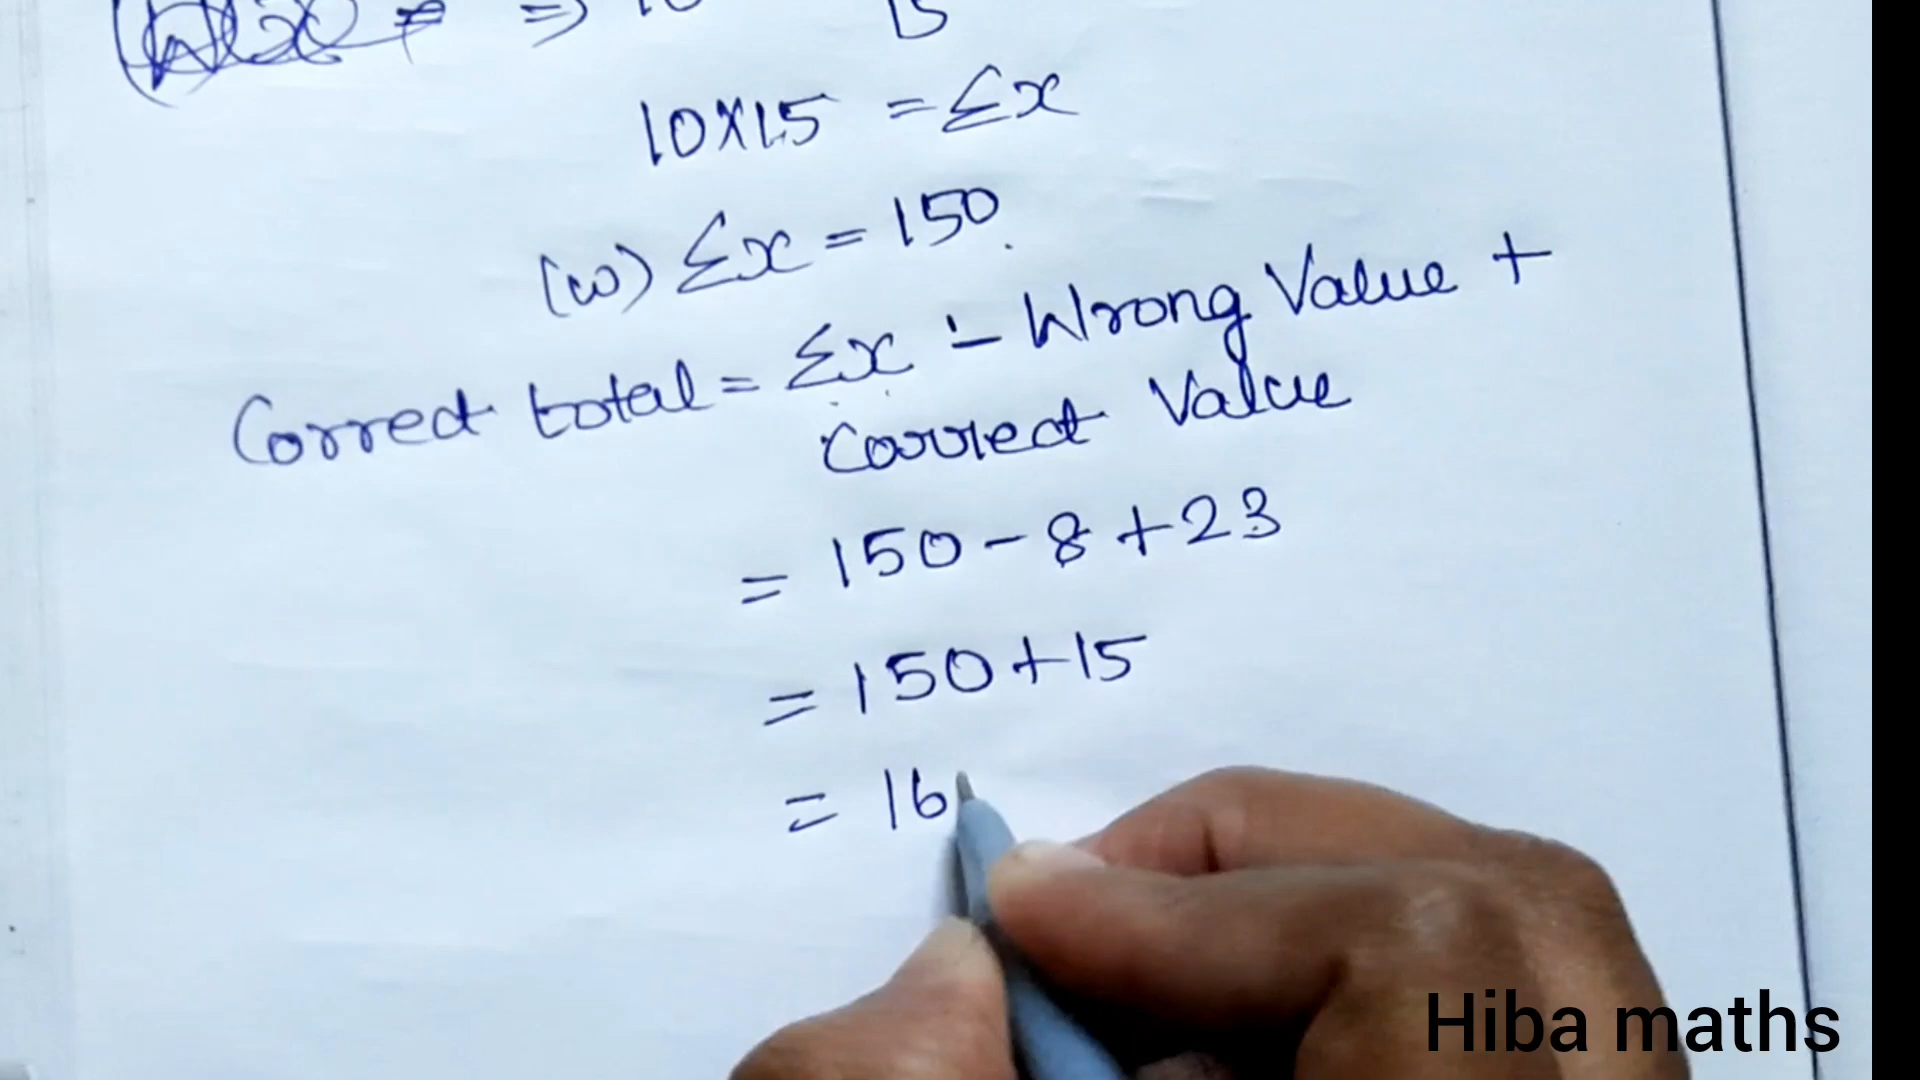 10×15 = Σx
(w) Σx = 150
Correct total = Σx - Wrong Value +
Correct Value
= 150 - 8 + 23
= 150 + 15
= 16
Hiba maths